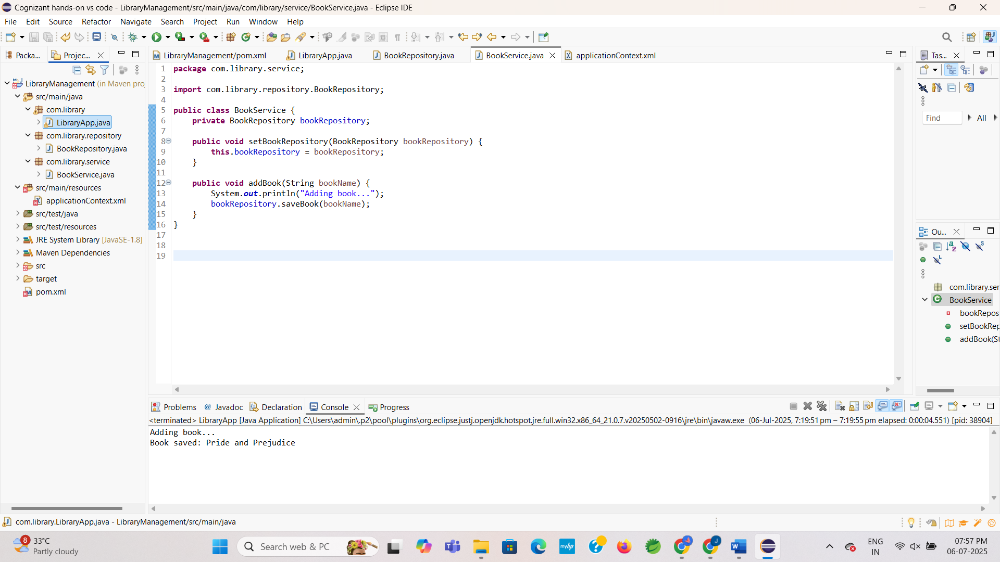 Cognizant hands-on vs code - LibraryManagement/src/main/java/com/library/service/BookService.java - Eclipse IDE
File Edit Source Refactor Navigate Search Project Run Window Help
Packa... Projec...
LibraryManagement/pom.xml LibraryApp.java BookRepository.java BookService.java applicationContext.xml
Tas...
LibraryManagement (in Maven pro
src/main/java
com.library
LibraryApp.java
com.library.repository
BookRepository.java
com.library.service
BookService.java
src/main/resources
applicationContext.xml
src/test/java
src/test/resources
JRE System Library [JavaSE-1.8]
Maven Dependencies
src
target
pom.xml
1 package com.library.service;
2
3 import com.library.repository.BookRepository;
4
5 public class BookService {
6 private BookRepository bookRepository;
7
8 public void setBookRepository(BookRepository bookRepository) {
9 this.bookRepository = bookRepository;
10 }
11
12 public void addBook(String bookName) {
13 System.out.println("Adding book...");
14 bookRepository.saveBook(bookName);
15 }
16 }
17
18
19
Find All
Ou...
com.library.ser
BookService
bookRepos
setBookRep
addBook(St
Problems @ Javadoc Declaration Console Progress
<terminated> LibraryApp [Java Application] C:\Users\admin\.p2\pool\plugins\org.eclipse.justj.openjdk.hotspot.jre.full.win32.x86_64_21.0.7.v20250502-0916\jre\bin\javaw.exe (06-Jul-2025, 7:19:51 pm – 7:19:55 pm elapsed: 0:00:04.551) [pid: 38904]
Adding book...
Book saved: Pride and Prejudice
com.library.LibraryApp.java - LibraryManagement/src/main/java
8
33°C
Partly cloudy
Search web & PC
myhp
ENG
IN
07:57 PM
06-07-2025